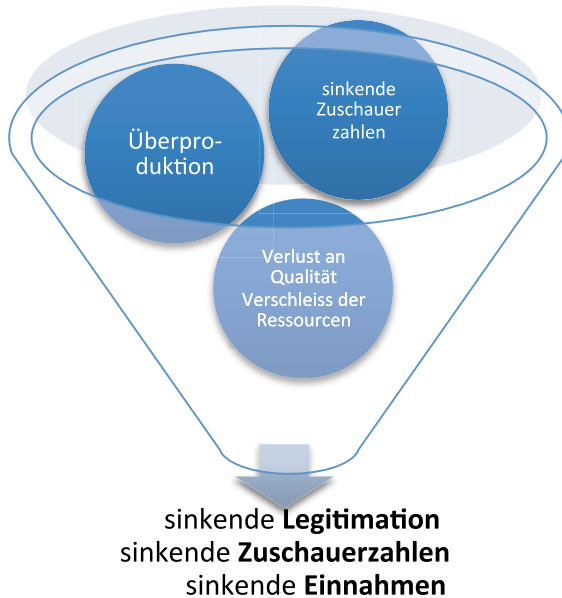 sinkende
Zuschauer
zahlen
Überpro-
duktion
Verlust an
Qualität
Verschleiss der
Ressourcen
sinkende Legitimation
sinkende Zuschauerzahlen
sinkende Einnahmen